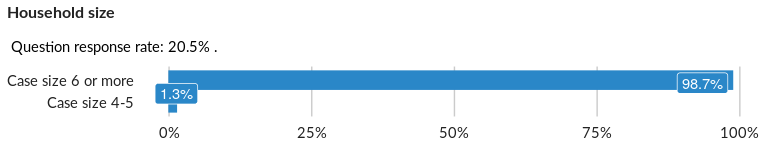 Household size
Question response rate: 20.5% .
Case size 6 or more
98.7%
1.3%
Case size 4-5
0% 25% 50% 75% 100%